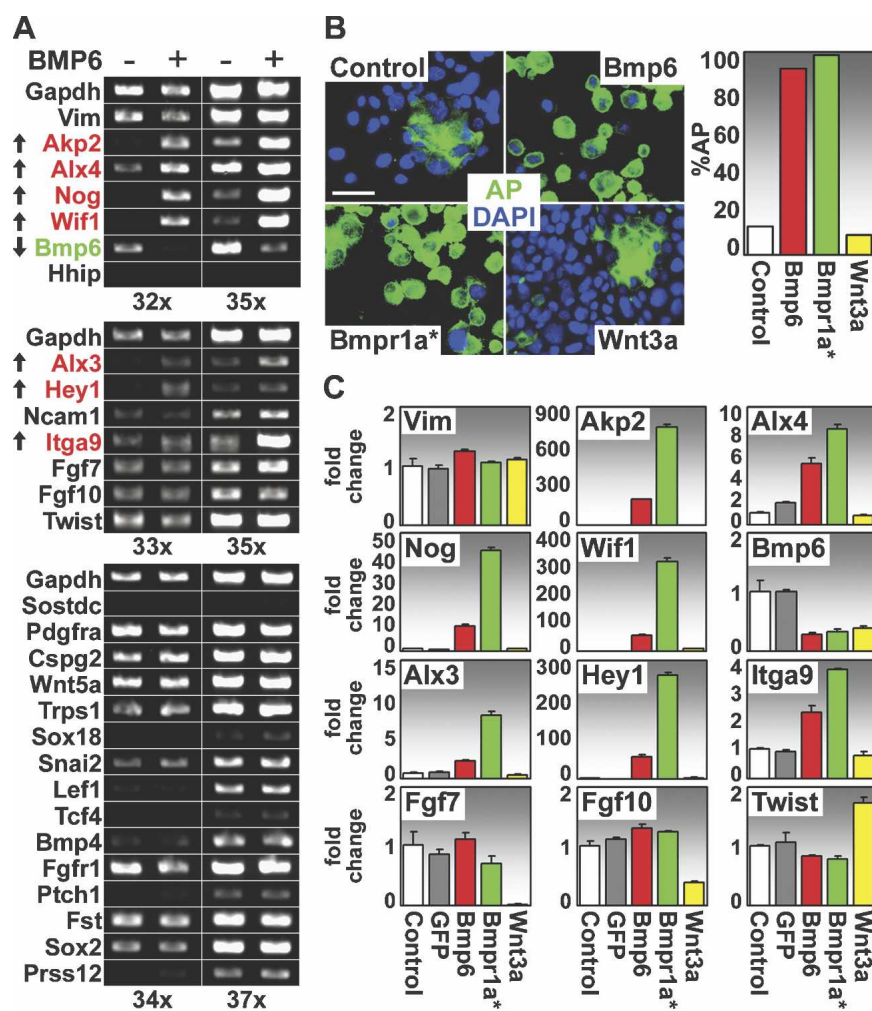 A
BMP6 - + - +
Gapdh
Vim
↑ Akp2
↑ Alx4
↑ Nog
↑ Wif1
↓ Bmp6
Hhip
32x 35x
Gapdh
↑ Alx3
↑ Hey1
Ncam1
↑ Itga9
Fgf7
Fgf10
Twist
33x 35x
Gapdh
Sostdc
Pdgfra
Cspg2
Wnt5a
Trps1
Sox18
Snai2
Lef1
Tcf4
Bmp4
Fgfr1
Ptch1
Fst
Sox2
Prss12
34x 37x
B
Control Bmp6
AP
DAPI
Bmpr1a* Wnt3a
%AP
100
80
60
40
20
0
Control
Bmp6
Bmpr1a*
Wnt3a
C
fold change
2
1
0
Vim
900
600
300
0
Akp2
10
8
6
4
2
0
Alx4
fold change
50
40
30
20
10
0
Nog
400
300
200
100
0
Wif1
2
1
0
Bmp6
fold change
15
10
5
0
Alx3
300
200
100
0
Hey1
4
3
2
1
0
Itga9
fold change
2
1
0
Fgf7
2
1
0
Fgf10
2
1
0
Twist
Control
GFP
Bmp6
Bmpr1a*
Wnt3a
Control
GFP
Bmp6
Bmpr1a*
Wnt3a
Control
GFP
Bmp6
Bmpr1a*
Wnt3a